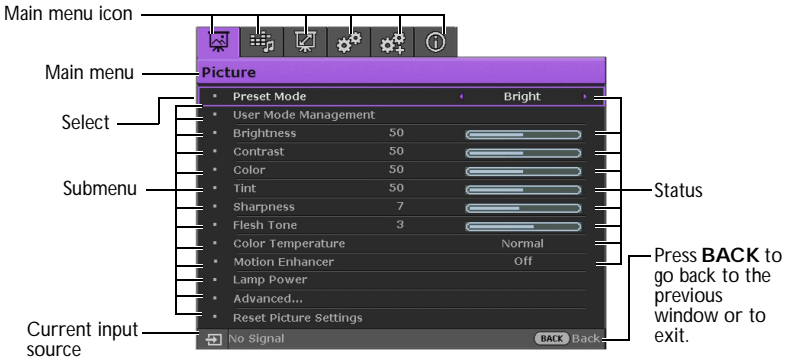 Main menu icon
Main menu
Picture
Select
Preset Mode Bright
User Mode Management
Brightness 50
Contrast 50
Color 50
Submenu
Tint 50
Status
Sharpness 7
Flesh Tone 3
Color Temperature Normal
Motion Enhancer Off
Lamp Power
Advanced...
Reset Picture Settings
Press BACK to
go back to the
previous
window or to
exit.
Current input
source
No Signal
BACK Back